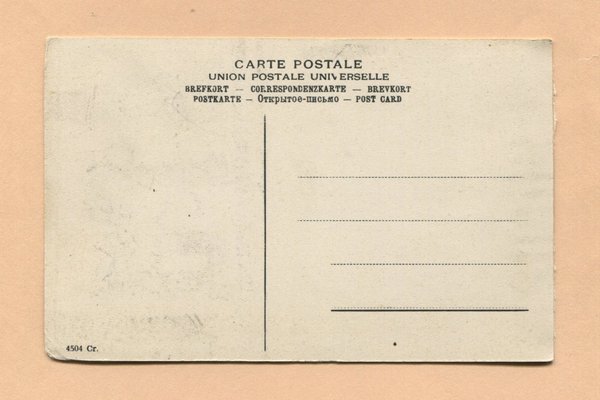 CARTE POSTALE
UNION POSTALE UNIVERSELLE
BREFKORT — CORRESPONDENZKARTE — BREVKORT
POSTKARTE — Открытое-письмо — POST CARD
4504 Cr.